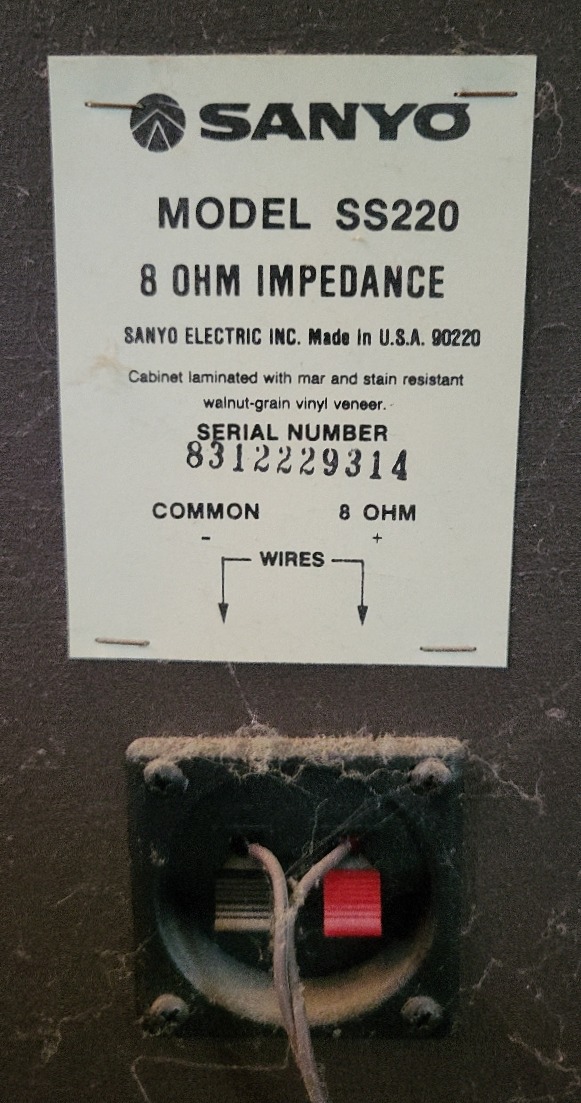 SANYO
MODEL SS220
8 OHM IMPEDANCE
SANYO ELECTRIC INC. Made in U.S.A. 90220
Cabinet laminated with mar and stain resistant
walnut-grain vinyl veneer.
SERIAL NUMBER
8312229314
COMMON 8 OHM
- +
WIRES